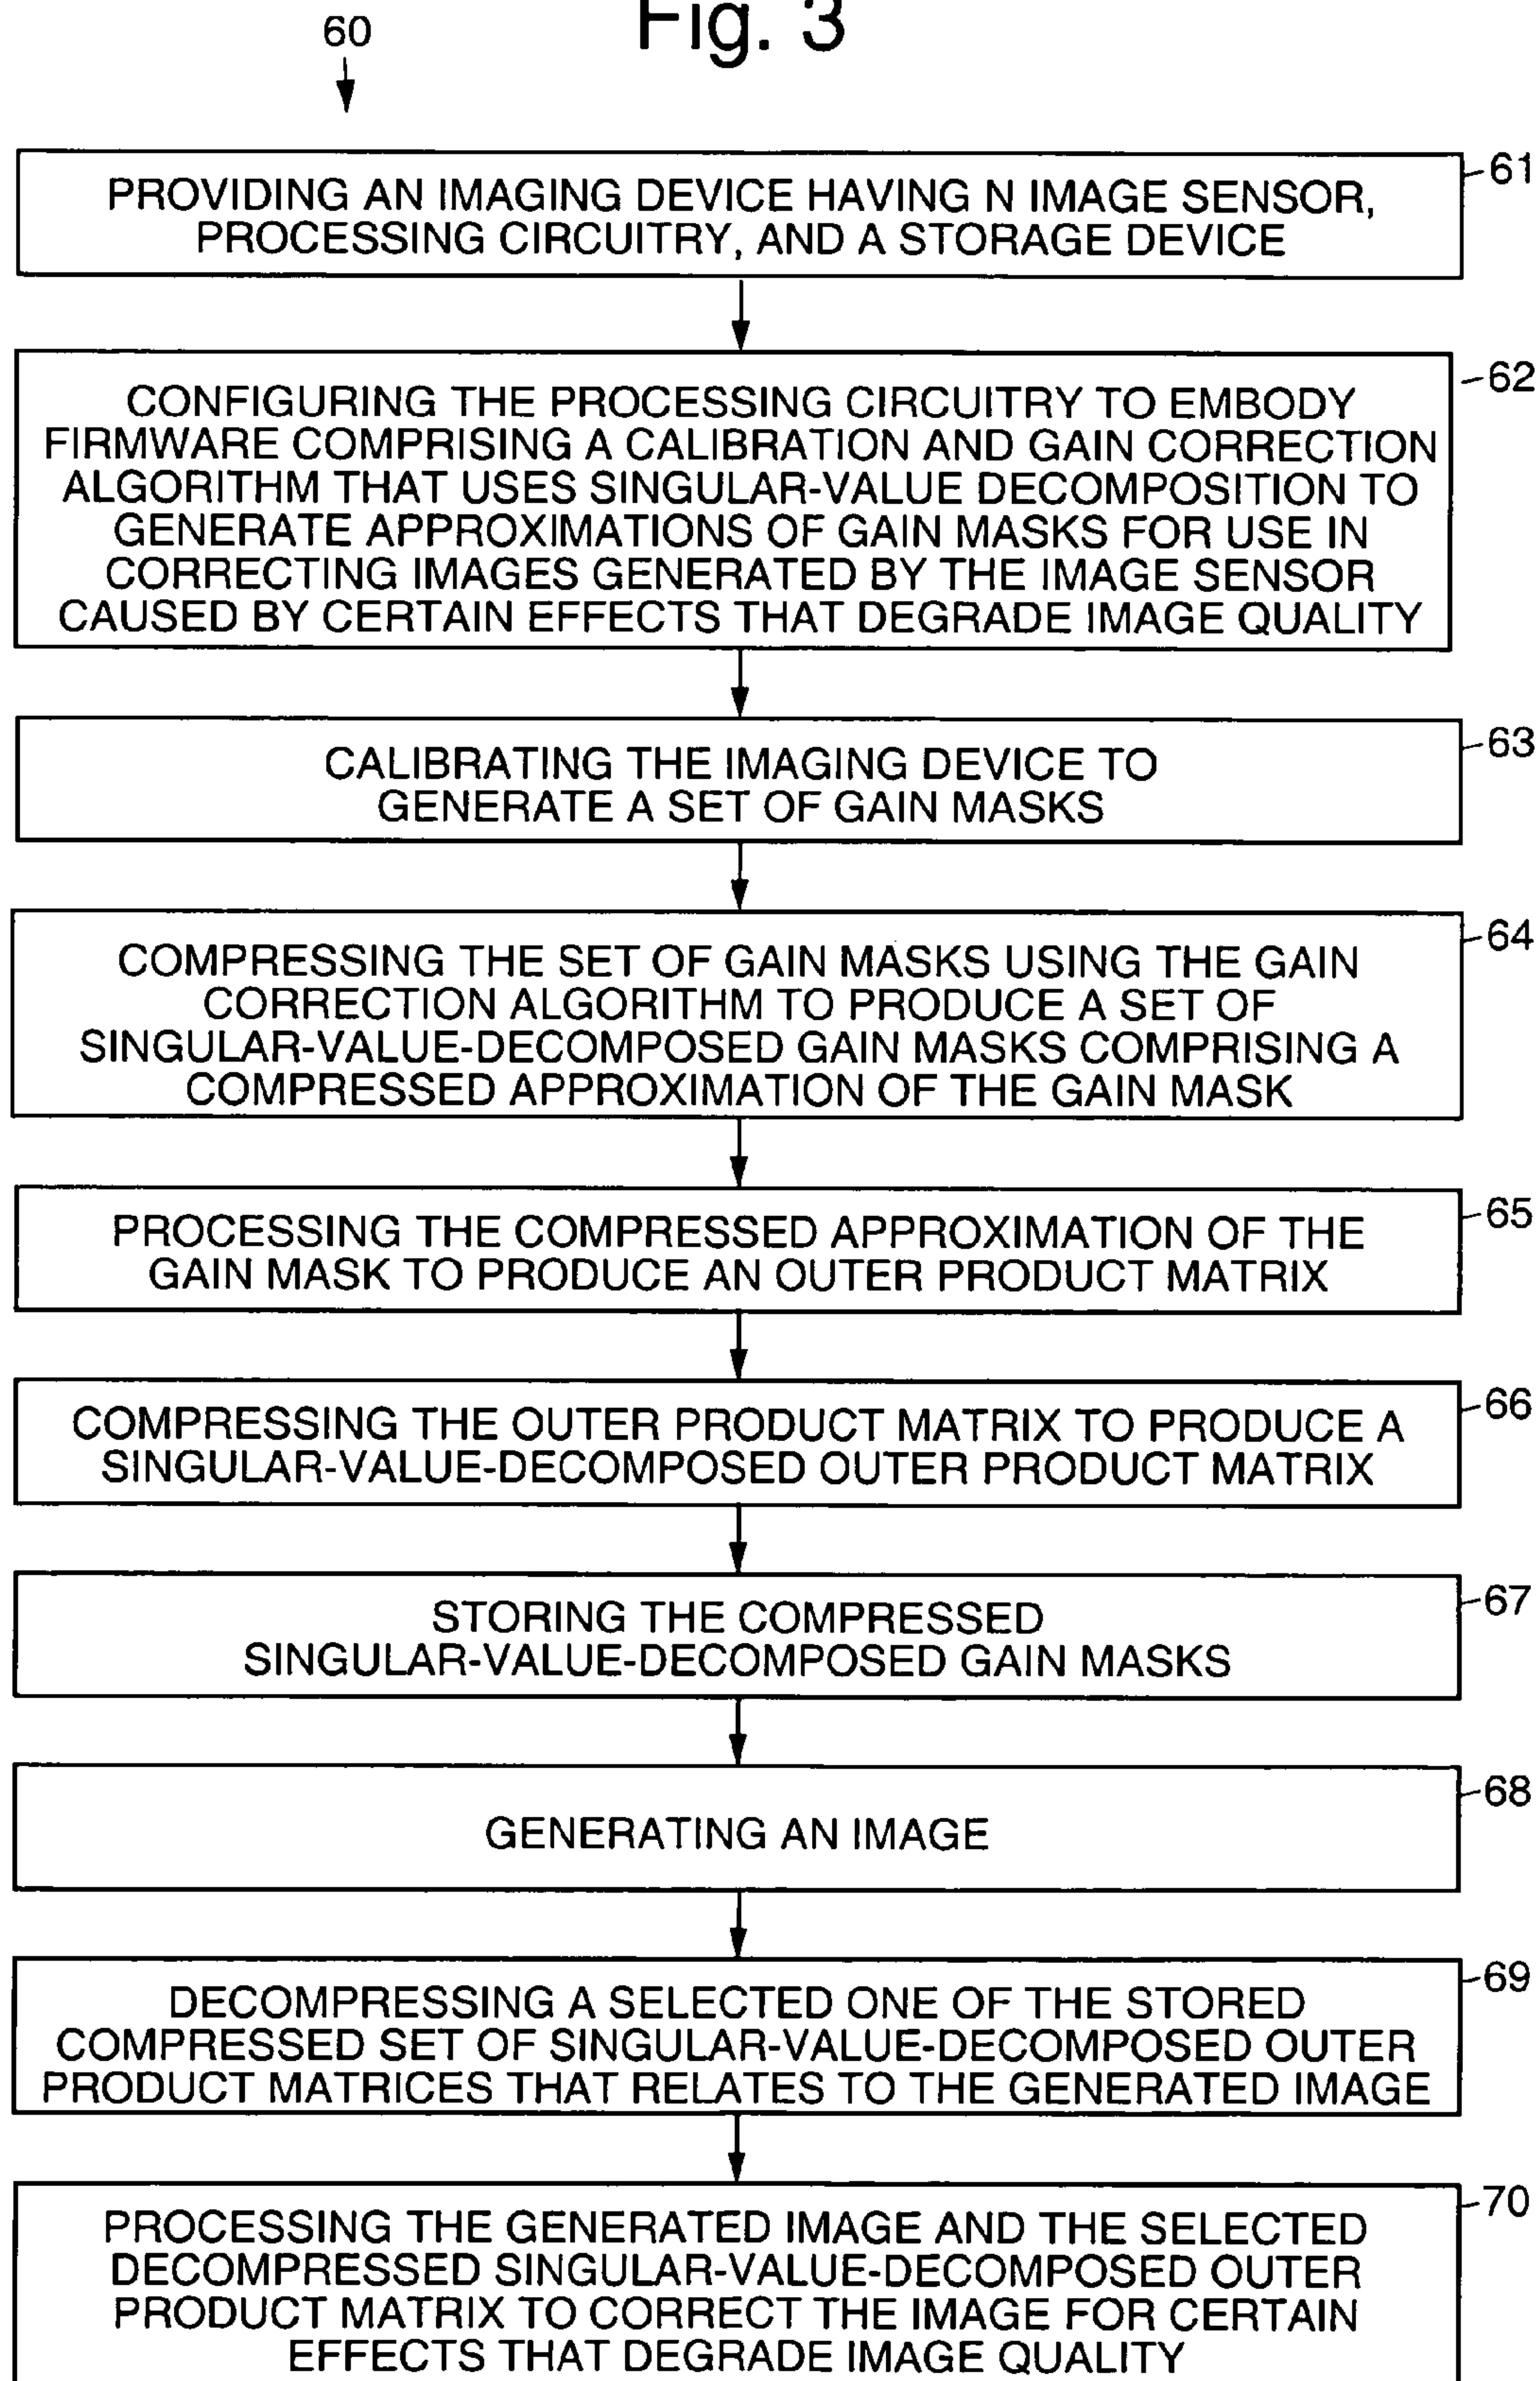 Fig. 3
60
61
PROVIDING AN IMAGING DEVICE HAVING N IMAGE SENSOR,
PROCESSING CIRCUITRY, AND A STORAGE DEVICE
62
CONFIGURING THE PROCESSING CIRCUITRY TO EMBODY
FIRMWARE COMPRISING A CALIBRATION AND GAIN CORRECTION
ALGORITHM THAT USES SINGULAR-VALUE DECOMPOSITION TO
GENERATE APPROXIMATIONS OF GAIN MASKS FOR USE IN
CORRECTING IMAGES GENERATED BY THE IMAGE SENSOR
CAUSED BY CERTAIN EFFECTS THAT DEGRADE IMAGE QUALITY
63
CALIBRATING THE IMAGING DEVICE TO
GENERATE A SET OF GAIN MASKS
64
COMPRESSING THE SET OF GAIN MASKS USING THE GAIN
CORRECTION ALGORITHM TO PRODUCE A SET OF
SINGULAR-VALUE-DECOMPOSED GAIN MASKS COMPRISING A
COMPRESSED APPROXIMATION OF THE GAIN MASK
65
PROCESSING THE COMPRESSED APPROXIMATION OF THE
GAIN MASK TO PRODUCE AN OUTER PRODUCT MATRIX
66
COMPRESSING THE OUTER PRODUCT MATRIX TO PRODUCE A
SINGULAR-VALUE-DECOMPOSED OUTER PRODUCT MATRIX
67
STORING THE COMPRESSED
SINGULAR-VALUE-DECOMPOSED GAIN MASKS
68
GENERATING AN IMAGE
69
DECOMPRESSING A SELECTED ONE OF THE STORED
COMPRESSED SET OF SINGULAR-VALUE-DECOMPOSED OUTER
PRODUCT MATRICES THAT RELATES TO THE GENERATED IMAGE
70
PROCESSING THE GENERATED IMAGE AND THE SELECTED
DECOMPRESSED SINGULAR-VALUE-DECOMPOSED OUTER
PRODUCT MATRIX TO CORRECT THE IMAGE FOR CERTAIN
EFFECTS THAT DEGRADE IMAGE QUALITY